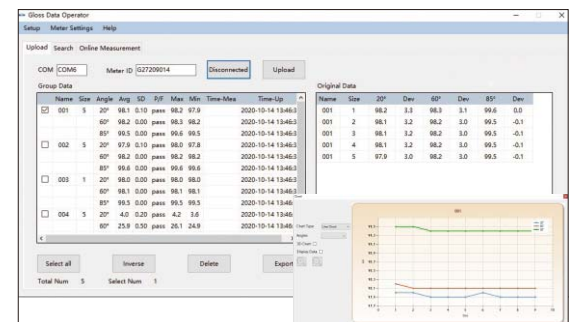 Gloss Data Operator
Setup Meter Settings Help
Upload Search Online Measurement
COM COM6 Meter ID G27209014 Disconnected Upload
Group Data
Name Size Angle Avg SD P/F Max Min Time-Mea Time-Up
001 5 20° 98.1 0.10 pass 98.2 97.9 2020-10-14 13:46:3
60° 98.2 0.00 pass 98.3 98.2 2020-10-14 13:46:3
85° 99.5 0.00 pass 99.6 99.5 2020-10-14 13:46:3
002 5 20° 97.9 0.10 pass 98.0 97.8 2020-10-14 13:46:3
60° 98.2 0.00 pass 98.2 98.2 2020-10-14 13:46:3
85° 99.6 0.00 pass 99.6 99.6 2020-10-14 13:46:3
003 1 20° 98.0 0.00 pass 98.0 98.0 2020-10-14 13:46:3
60° 98.1 0.00 pass 98.1 98.1 2020-10-14 13:46:
85° 99.5 0.00 pass 99.5 99.5 2020-10-14 13:46:
004 5 20° 4.0 0.20 pass 4.2 3.6 2020-10-14 13:46:
60° 25.9 0.50 pass 26.1 24.9 2020-10-14 13:46:
Select all Inverse Delete Export
Total Num 5 Select Num 1
Original Data
Name Size 20° Dev 60° Dev 85° Dev
001 1 98.2 3.3 98.3 3.1 99.6 0.0
001 2 98.1 3.2 98.2 3.0 99.5 -0.1
001 3 98.1 3.2 98.2 3.0 99.5 -0.1
001 4 98.1 3.2 98.2 3.0 99.5 -0.1
001 5 97.9 3.0 98.2 3.0 99.5 -0.1
Chart Type
Angles
3D Chart
Display Data
001